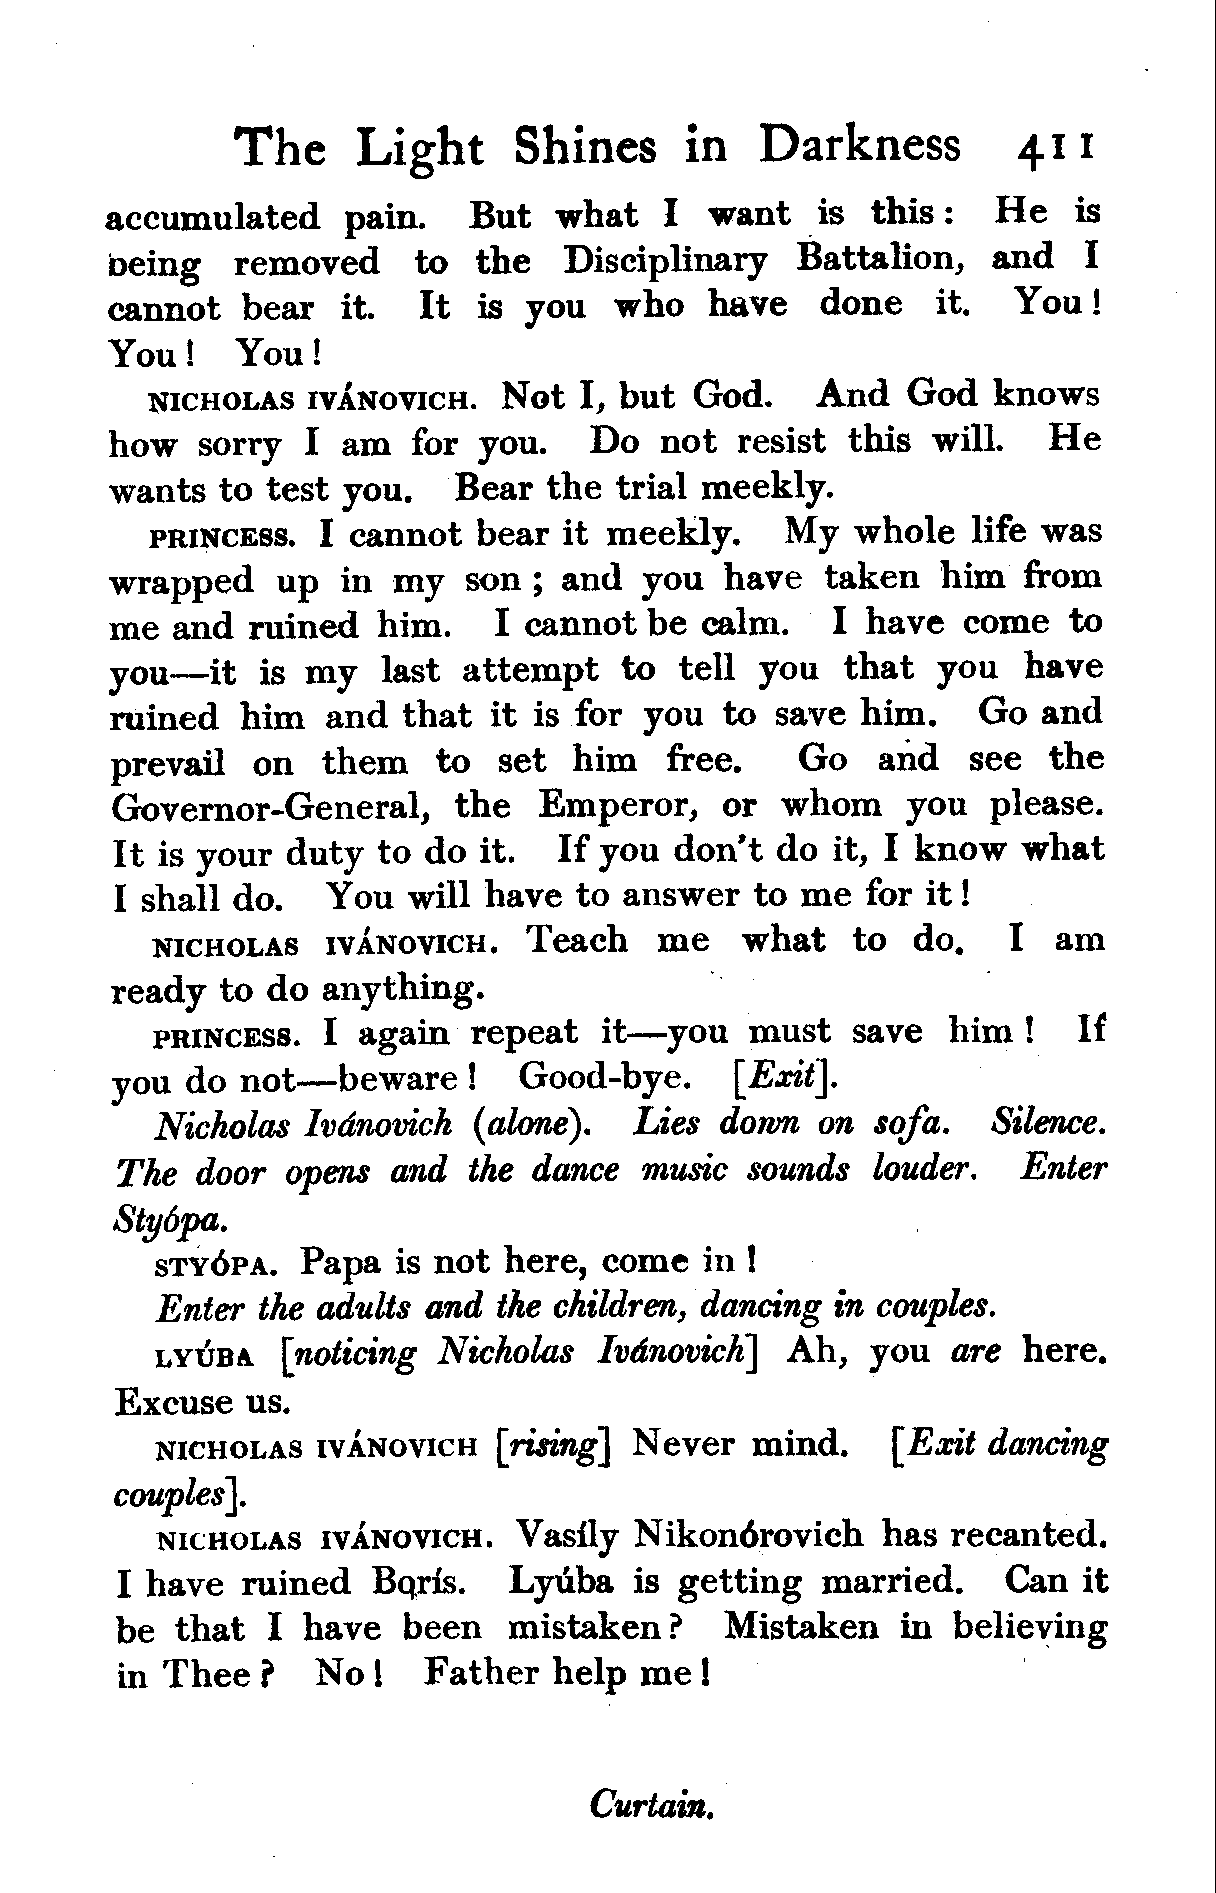 The Light Shines in Darkness 411
accumulated pain. But what I want is this: He is
being removed to the Disciplinary Battalion, and I
cannot bear it. It is you who have done it. You!
You! You!
NICHOLAS IVÁNOVICH. Not I, but God. And God knows
how sorry I am for you. Do not resist this will. He
wants to test you. Bear the trial meekly.
PRINCESS. I cannot bear it meekly. My whole life was
wrapped up in my son; and you have taken him from
me and ruined him. I cannot be calm. I have come to
you—it is my last attempt to tell you that you have
ruined him and that it is for you to save him. Go and
prevail on them to set him free. Go and see the
Governor-General, the Emperor, or whom you please.
It is your duty to do it. If you don't do it, I know what
I shall do. You will have to answer to me for it!
NICHOLAS IVÁNOVICH. Teach me what to do. I am
ready to do anything.
PRINCESS. I again repeat it—you must save him! If
you do not—beware! Good-bye. [Exit].
Nicholas Ivánovich (alone). Lies down on sofa. Silence.
The door opens and the dance music sounds louder. Enter
Styópa.
STYÓPA. Papa is not here, come in!
Enter the adults and the children, dancing in couples.
LYÚBA [noticing Nicholas Ivánovich] Ah, you are here.
Excuse us.
NICHOLAS IVÁNOVICH [rising] Never mind. [Exit dancing
couples].
NICHOLAS IVÁNOVICH. Vasíly Nikonórovich has recanted.
I have ruined Borís. Lyúba is getting married. Can it
be that I have been mistaken? Mistaken in believing
in Thee? No! Father help me!
Curtain.